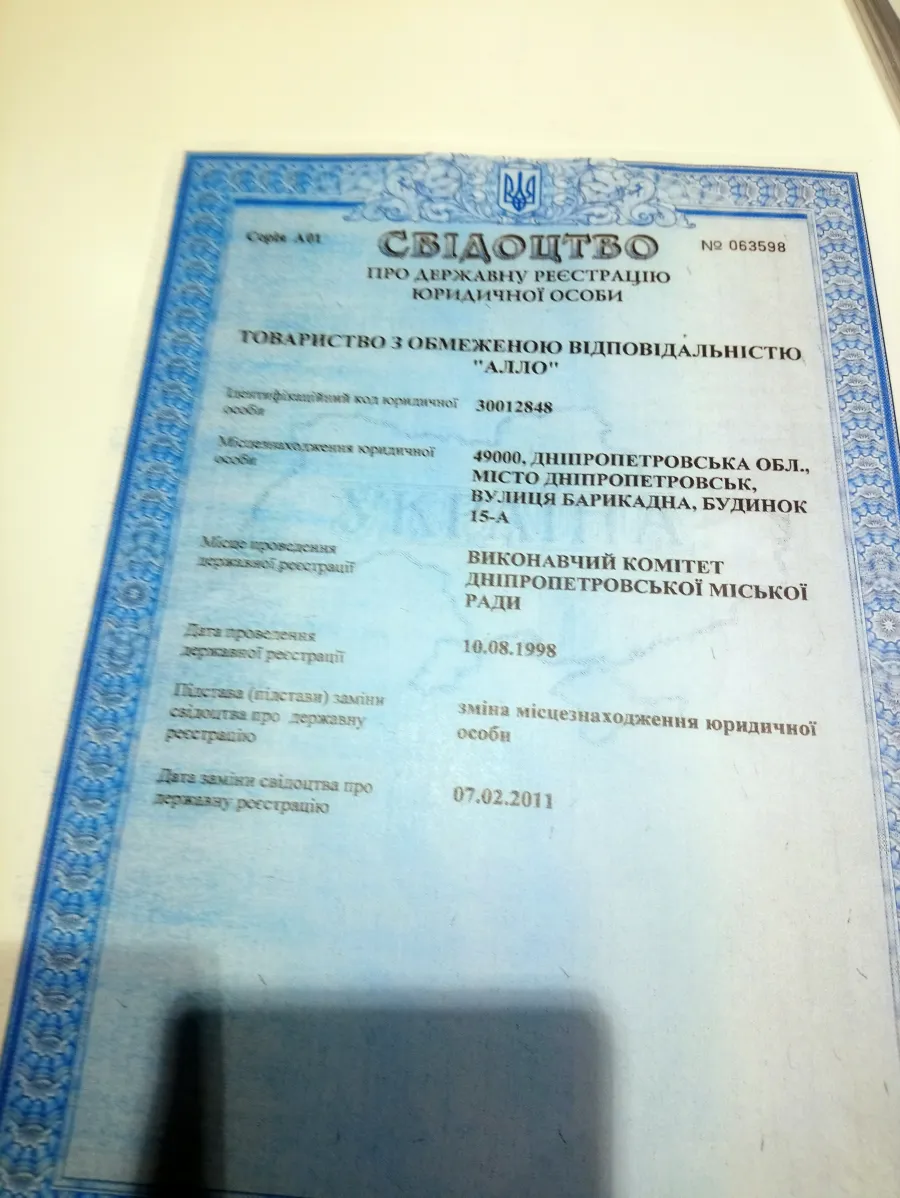 Серія А01
СВІДОЦТВО
№ 063598
ПРО ДЕРЖАВНУ РЕЄСТРАЦІЮ
ЮРИДИЧНОЇ ОСОБИ
ТОВАРИСТВО З ОБМЕЖЕНОЮ ВІДПОВІДАЛЬНІСТЮ
"АЛЛО"
Ідентифікаційний код юридичної
особи
30012848
Місцезнаходження юридичної
особи
49000, ДНІПРОПЕТРОВСЬКА ОБЛ.,
МІСТО ДНІПРОПЕТРОВСЬК,
ВУЛИЦЯ БАРИКАДНА, БУДИНОК
15-А
УКРАЇНА
Місце проведення
державної реєстрації
ВИКОНАВЧИЙ КОМІТЕТ
ДНІПРОПЕТРОВСЬКОЇ МІСЬКОЇ
РАДИ
Дата проведення
державної реєстрації
10.08.1998
Підстава (підстави) заміни
свідоцтва про державну
реєстрацію
зміна місцезнаходження юридичної
особи
Дата заміни свідоцтва про
державну реєстрацію
07.02.2011